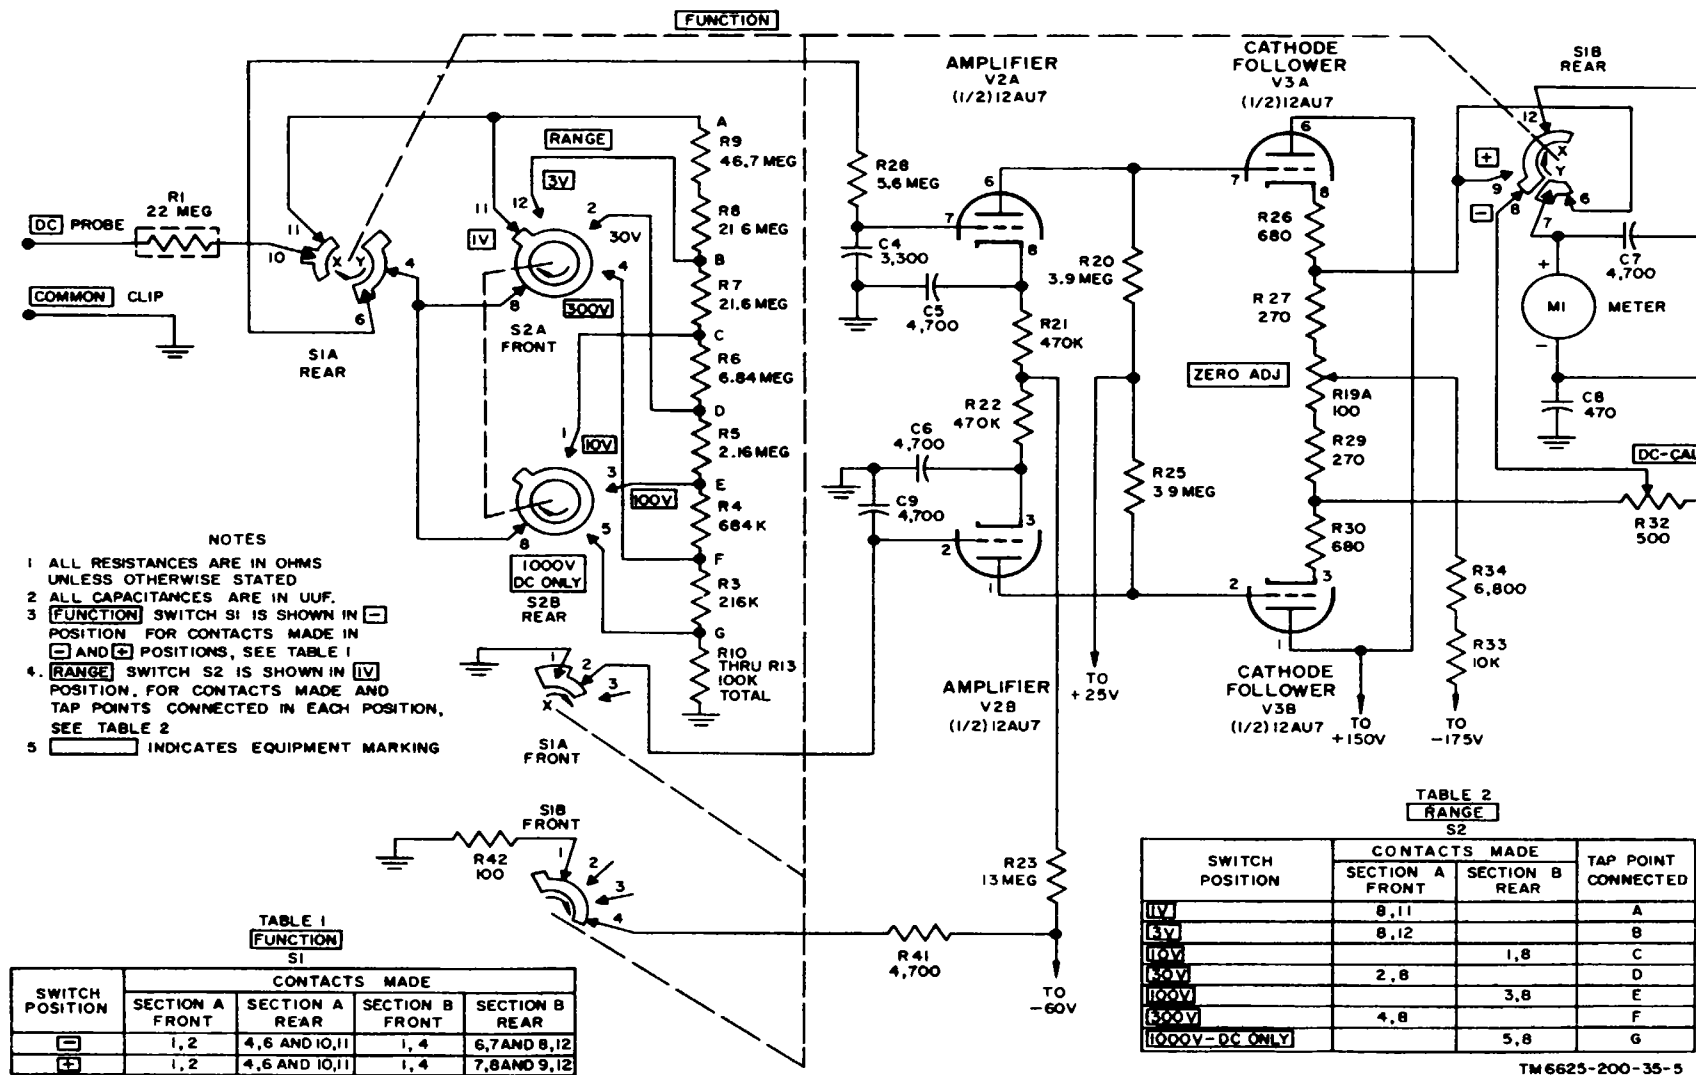 FUNCTION
AMPLIFIER
V2A
(1/2)12AU7
CATHODE
FOLLOWER
V3A
(1/2)12AU7
S1B
REAR
12
X
Y
+
9
-
8
7
6
C7
4,700
+
M1
METER
-
C8
470
DC-CAL
R32
500
DC PROBE
R1
22 MEG
COMMON CLIP
11
10
X Y
4
6
S1A
REAR
RANGE
3V
11
12
2
1V
30V
4
300V
8
S2A
FRONT
1
10V
3
100V
5
8
1000V
DC ONLY
S2B
REAR
A
R9
46.7 MEG
R8
21 6 MEG
B
R7
21.6 MEG
C
R6
6.84 MEG
D
R5
2.16 MEG
E
R4
684 K
F
R3
216K
G
R10
THRU R13
100K
TOTAL
R28
5.6 MEG
7
6
8
C4
3,300
C5
4,700
R21
470K
R22
470K
C6
4,700
C9
4,700
2
3
1
AMPLIFIER
V2B
(1/2)12AU7
R20
3.9 MEG
R25
3 9 MEG
TO
+25V
7
6
8
R26
680
R 27
270
ZERO ADJ
R19A
100
R29
270
R30
680
2
3
1
CATHODE
FOLLOWER
V3B
(1/2)12AU7
TO
+150V
R34
6,800
R33
10K
TO
-175V
NOTES
1 ALL RESISTANCES ARE IN OHMS
UNLESS OTHERWISE STATED
2 ALL CAPACITANCES ARE IN UUF.
3 FUNCTION SWITCH S1 IS SHOWN IN -
POSITION FOR CONTACTS MADE IN
- AND + POSITIONS, SEE TABLE 1
4. RANGE SWITCH S2 IS SHOWN IN 1V
POSITION, FOR CONTACTS MADE AND
TAP POINTS CONNECTED IN EACH POSITION,
SEE TABLE 2
5 INDICATES EQUIPMENT MARKING
1
2
3
X
S1A
FRONT
S1B
FRONT
R42
100
1
2
3
4
R41
4,700
R23
13 MEG
TO
-60V
TABLE 1
FUNCTION
S1
SWITCH
POSITION
CONTACTS MADE
SECTION A
FRONT
SECTION A
REAR
SECTION B
FRONT
SECTION B
REAR
- 1,2 4,6 AND 10,11 1,4 6,7 AND 8,12
+ 1,2 4,6 AND 10,11 1,4 7,8 AND 9,12
TABLE 2
RANGE
S2
SWITCH
POSITION
CONTACTS MADE
SECTION A
FRONT
SECTION B
REAR
TAP POINT
CONNECTED
1V 8,11 A
3V 8,12 B
10V 1,8 C
30V 2,8 D
100V 3,8 E
300V 4,8 F
1000V-DC ONLY 5,8 G
TM6625-200-35-5